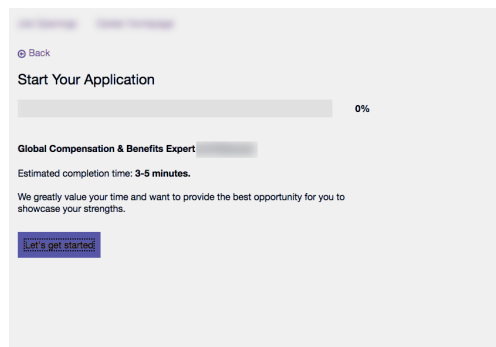 Back
Start Your Application
0%
Global Compensation & Benefits Expert
Estimated completion time: 3-5 minutes.
We greatly value your time and want to provide the best opportunity for you to
showcase your strengths.
Let's get started